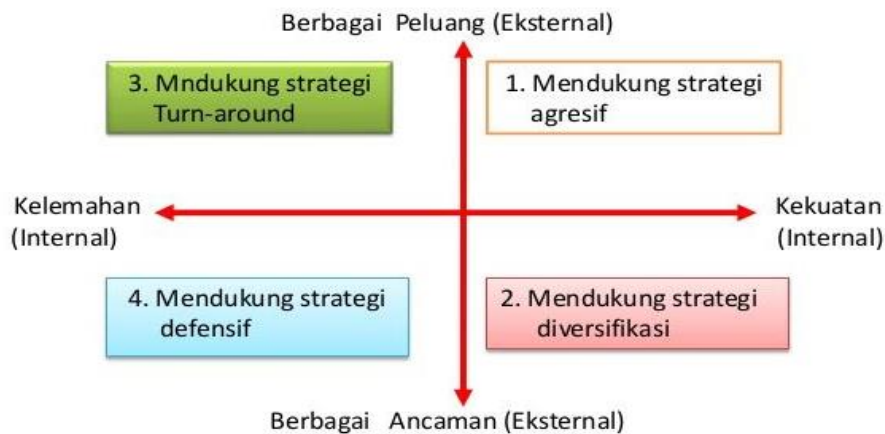 Berbagai Peluang (Eksternal)
3. Mndukung strategi
Turn-around
1. Mendukung strategi
agresif
Kelemahan
(Internal)
Kekuatan
(Internal)
4. Mendukung strategi
defensif
2. Mendukung strategi
diversifikasi
Berbagai Ancaman (Eksternal)